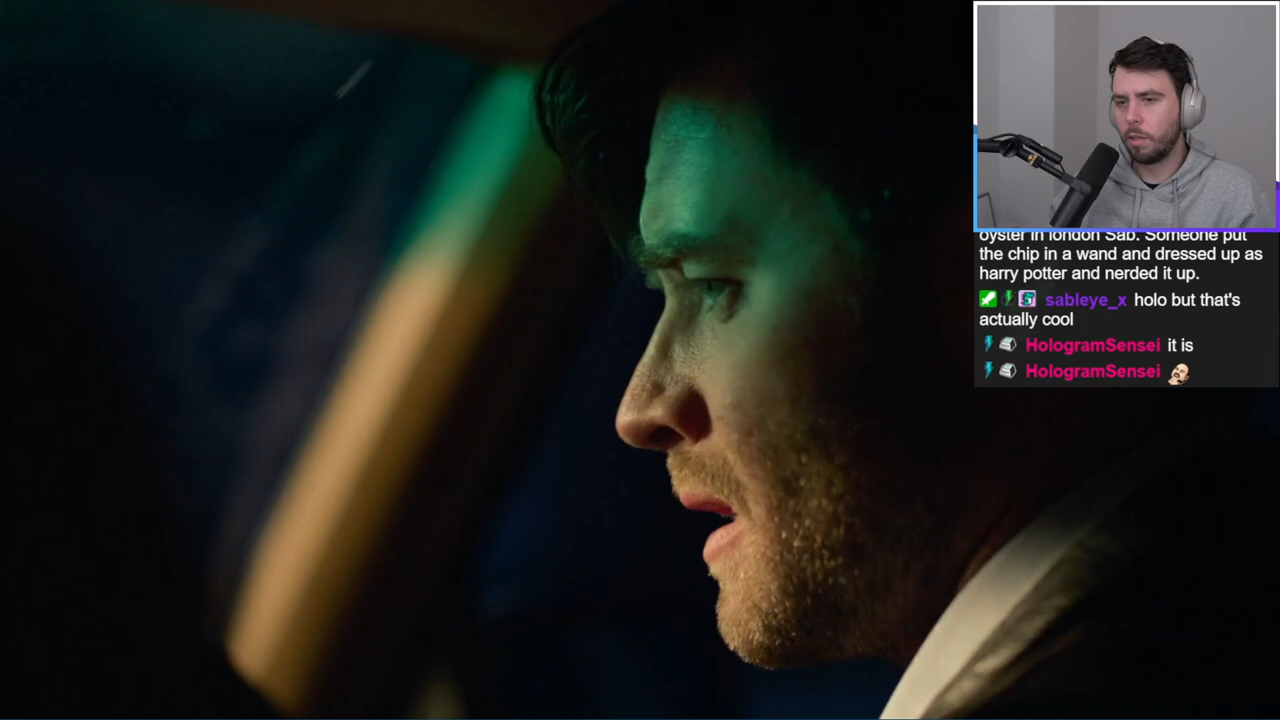 oyster in london Sab. Someone put
the chip in a wand and dressed up as
harry potter and nerded it up.
sableye_x holo but that's
actually cool
HologramSensei it is
HologramSensei